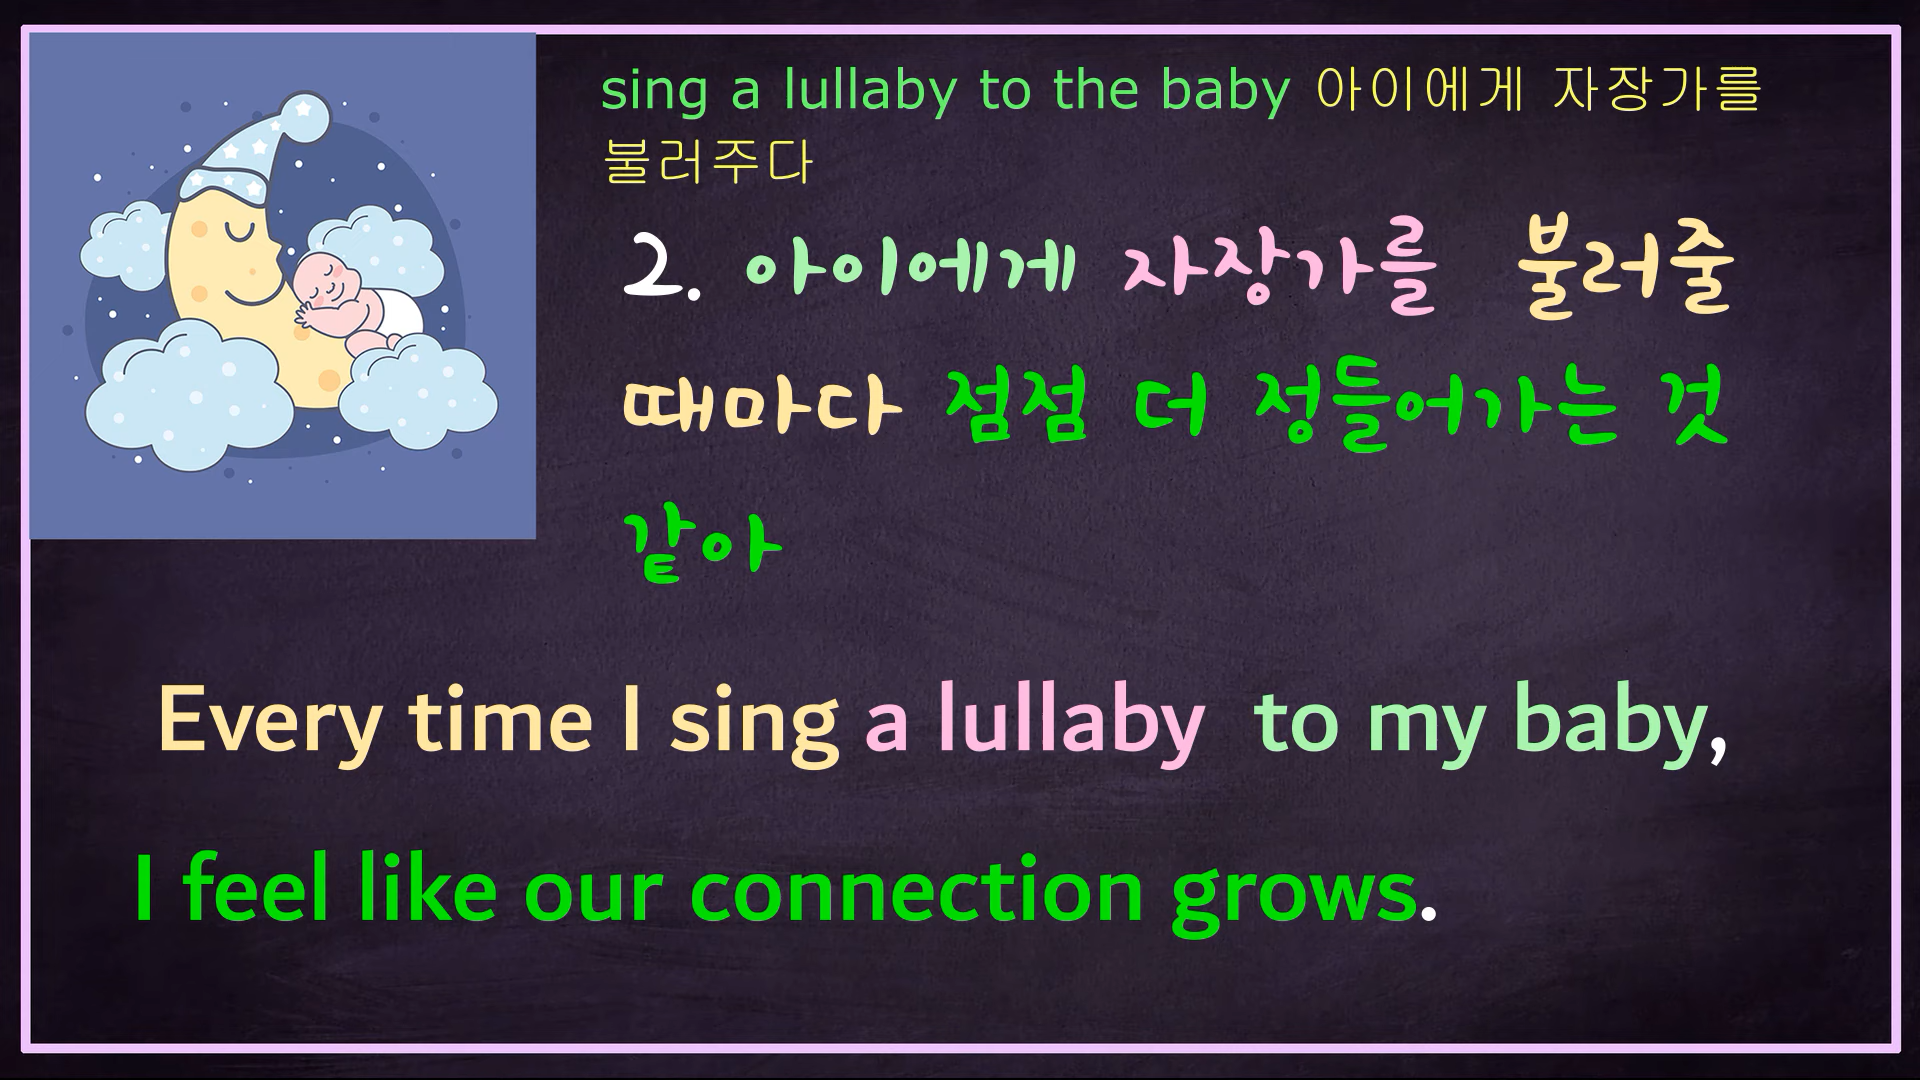 sing a lullaby to the baby 아이에게 자장가를
불러주다
2. 아이에게 자장가를 불러줄
때마다 점점 더 정들어가는 것
같아
Every time I sing a lullaby to my baby,
I feel like our connection grows.